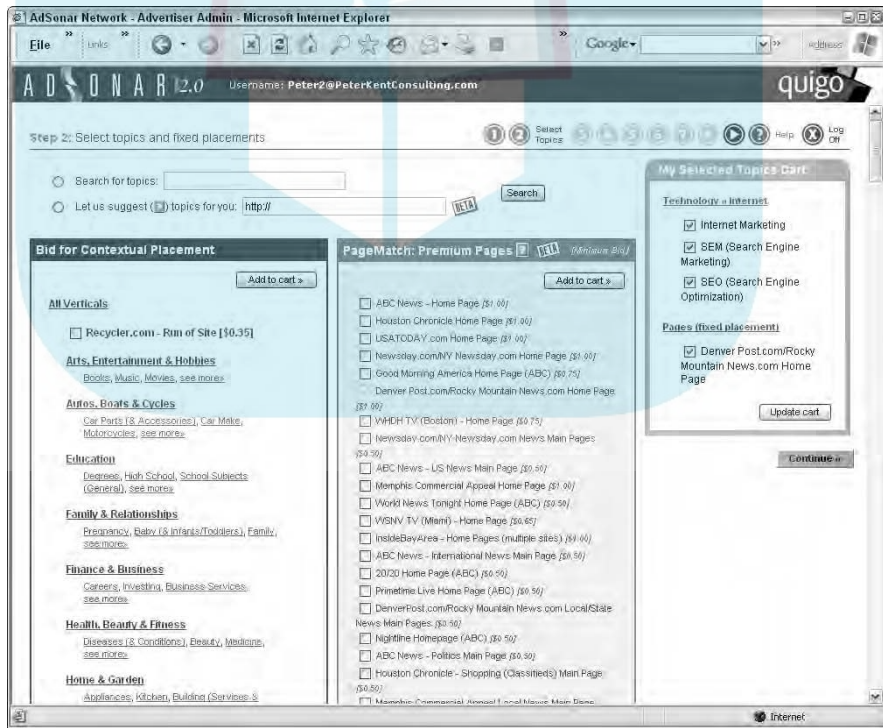 AdSonar Network - Advertiser Admin - Microsoft Internet Explorer
File
Links
Google
Address
ADSONAR 2.0
Username: Peter2@PeterKentConsulting.com
quigo
Step 2: Select topics and fixed placements
1 2 Select Topics
Help
Log Off
Search for topics:
Let us suggest topics for you: http://
BETA
Search
Bid for Contextual Placement
Add to cart »
All Verticals
Recycler.com - Run of Site [$0.35]
Arts, Entertainment & Hobbies
Books, Music, Movies, see more»
Autos, Boats & Cycles
Car Parts (& Accessories), Car Make,
Motorcycles, see more»
Education
Degrees, High School, School Subjects
(General), see more»
Family & Relationships
Pregnancy, Baby (& Infants/Toddlers), Family,
see more»
Finance & Business
Careers, Investing, Business Services,
see more»
Health, Beauty & Fitness
Diseases (& Conditions), Beauty, Medicine,
see more»
Home & Garden
Appliances, Kitchen, Building (Services &
PageMatch: Premium Pages ? BETA [Minimum Bid]
Add to cart »
ABC News - Home Page [$1.00]
Houston Chronicle Home Page [$1.00]
USATODAY.com Home Page [$1.00]
Newsday.com/NY Newsday.com Home Page [$1.00]
Good Morning America Home Page (ABC) [$0.75]
Denver Post.com/Rocky Mountain News.com Home Page
[$1.00]
WHDH TV (Boston) - Home Page [$0.75]
Newsday.com/NY Newsday.com News Main Pages
[$0.50]
ABC News - US News Main Page [$0.50]
Memphis Commercial Appeal Home Page [$1.00]
World News Tonight Home Page (ABC) [$0.50]
WSNV TV (Miami) - Home Page [$0.65]
InsideBayArea - Home Pages (multiple sites) [$1.00]
ABC News - International News Main Page [$0.50]
20/20 Home Page (ABC) [$0.50]
Primetime Live Home Page (ABC) [$0.50]
DenverPost.com/Rocky Mountain News.com Local/State
News Main Pages [$0.50]
Nightline Homepage (ABC) [$0.50]
ABC News - Politics Main Page [$0.50]
Houston Chronicle - Shopping (Classifieds) Main Page
[$0.50]
Memphis Commercial Appeal Local News Main Page
My Selected Topics Cart
Technology » Internet
Internet Marketing
SEM (Search Engine
Marketing)
SEO (Search Engine
Optimization)
Pages (fixed placement)
Denver Post.com/Rocky
Mountain News.com Home
Page
Update cart
Continue »
Internet